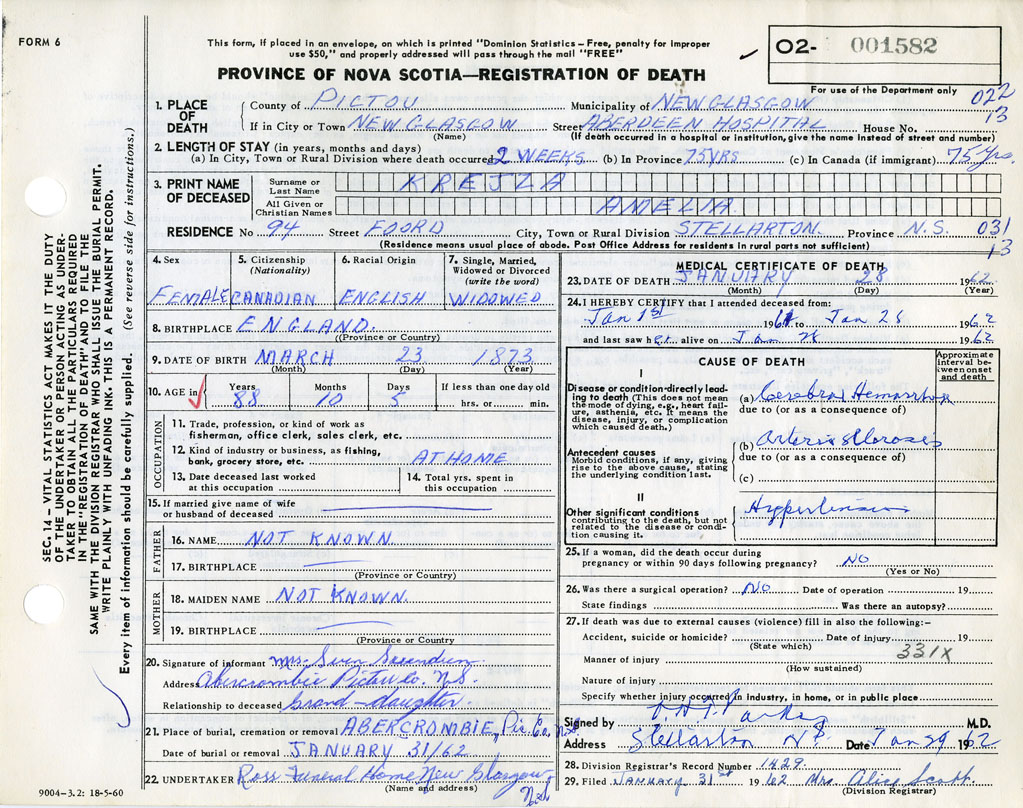 FORM 6
This form, if placed in an envelope, on which is printed "Dominion Statistics – Free, penalty for improper
use $50," and properly addressed will pass through the mail "FREE"
02- 001582
For use of the Department only
PROVINCE OF NOVA SCOTIA—REGISTRATION OF DEATH
022
13
1. PLACE OF DEATH
County of PICTOU Municipality of NEW GLASGOW
If in City or Town NEW GLASGOW Street ABERDEEN HOSPITAL House No.
(Name) (If death occurred in a hospital or institution, give the name instead of street and number)
2. LENGTH OF STAY (in years, months and days)
(a) In City, Town or Rural Division where death occurred 2 WEEKS (b) In Province 75 YRS (c) In Canada (if immigrant) 75 Yrs.
3. PRINT NAME OF DECEASED
Surname or Last Name KREJZA
All Given or Christian Names AMELIA
RESIDENCE No 94 Street FOORD City, Town or Rural Division STELLARTON Province N.S. 031
13
(Residence means usual place of abode. Post Office Address for residents in rural parts not sufficient)
4. Sex FEMALE
5. Citizenship (Nationality) CANADIAN
6. Racial Origin ENGLISH
7. Single, Married, Widowed or Divorced (write the word) WIDOWED
8. BIRTHPLACE ENGLAND.
(Province or Country)
9. DATE OF BIRTH MARCH 23 1873
(Month) (Day) (Year)
10. AGE in Years 88 Months 10 Days 5 If less than one day old
hrs. or min.
OCCUPATION
11. Trade, profession, or kind of work as
fisherman, office clerk, sales clerk, etc.
12. Kind of industry or business, as fishing,
bank, grocery store, etc. AT HOME
13. Date deceased last worked at this occupation
14. Total yrs. spent in this occupation
15. If married give name of wife
or husband of deceased
FATHER
16. NAME NOT KNOWN
17. BIRTHPLACE
(Province or Country)
MOTHER
18. MAIDEN NAME NOT KNOWN
19. BIRTHPLACE
(Province or Country)
20. Signature of informant Mrs. Sven
Address Abercrombie Pictou Co. N.S.
Relationship to deceased Grand-daughter
21. Place of burial, cremation or removal ABERCROMBIE, Pic. Co, N.S.
Date of burial or removal JANUARY 31/62
22. UNDERTAKER Ross Funeral Home New Glasgow N.S.
(Name and address)
9004-3.2: 18-5-60
MEDICAL CERTIFICATE OF DEATH
23. DATE OF DEATH JANUARY 28 1962
(Month) (Day) (Year)
24. I HEREBY CERTIFY that I attended deceased from:
Jan 1st 1961 to Jan 28 1962
and last saw her alive on Jan 28 1962
CAUSE OF DEATH
Approximate interval between onset and death
I
Disease or condition directly leading to death (This does not mean the mode of dying, e.g., heart failure, asthenia, etc. It means the disease, injury, or complication which caused death.)
(a) Cerebral Hemorrhage
due to (or as a consequence of)
Antecedent causes
Morbid conditions, if any, giving rise to the above cause, stating the underlying condition last.
(b) Arteriosclerosis
due to (or as a consequence of)
(c)
II
Other significant conditions
contributing to the death, but not related to the disease or condition causing it.
Hypertension
25. If a woman, did the death occur during
pregnancy or within 90 days following pregnancy? NO
(Yes or No)
26. Was there a surgical operation? NO Date of operation 19
State findings Was there an autopsy?
27. If death was due to external causes (violence) fill in also the following:-
Accident, suicide or homicide? Date of injury 19
(State which)
331X
Manner of injury
(How sustained)
Nature of injury
Specify whether injury occurred in industry, in home, or in public place
Signed by M.D.
Address Stellarton N.S. Date Jan 29 1962
28. Division Registrar's Record Number 1429
29. Filed JANUARY 31st 1962 Mrs. Alice Scott
(Division Registrar)
SEC. 14 – VITAL STATISTICS ACT MAKES IT THE DUTY
OF THE UNDERTAKER OR PERSON ACTING AS UNDER-
TAKER TO OBTAIN ALL THE PARTICULARS REQUIRED
IN THE "REGISTRATION OF DEATH" AND TO FILE THE
SAME WITH THE DIVISION REGISTRAR WHO SHALL ISSUE THE BURIAL PERMIT.
WRITE PLAINLY WITH UNFADING INK. THIS IS A PERMANENT RECORD.
Every item of information should be carefully supplied. (See reverse side for instructions.)